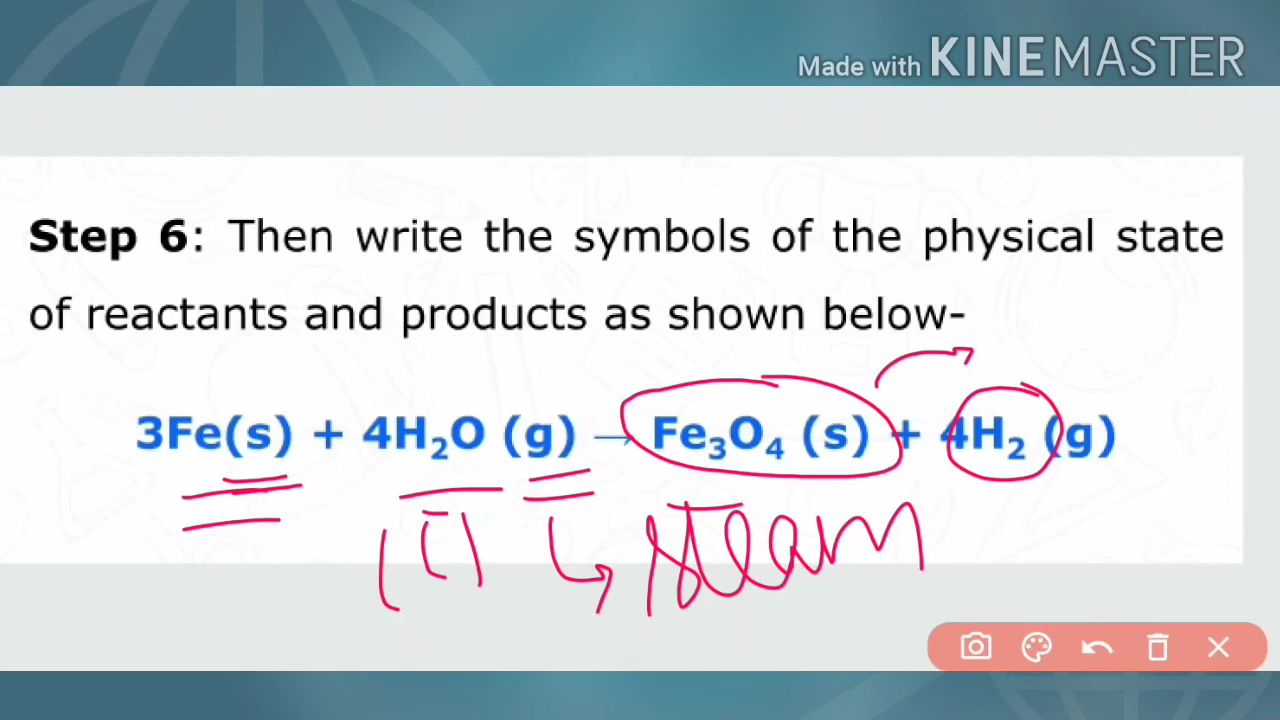 Made with KINEMASTER
Step 6: Then write the symbols of the physical state
of reactants and products as shown below-
3Fe(s) + 4H₂O (g) → Fe₃O₄ (s) + 4H₂ (g)
steam